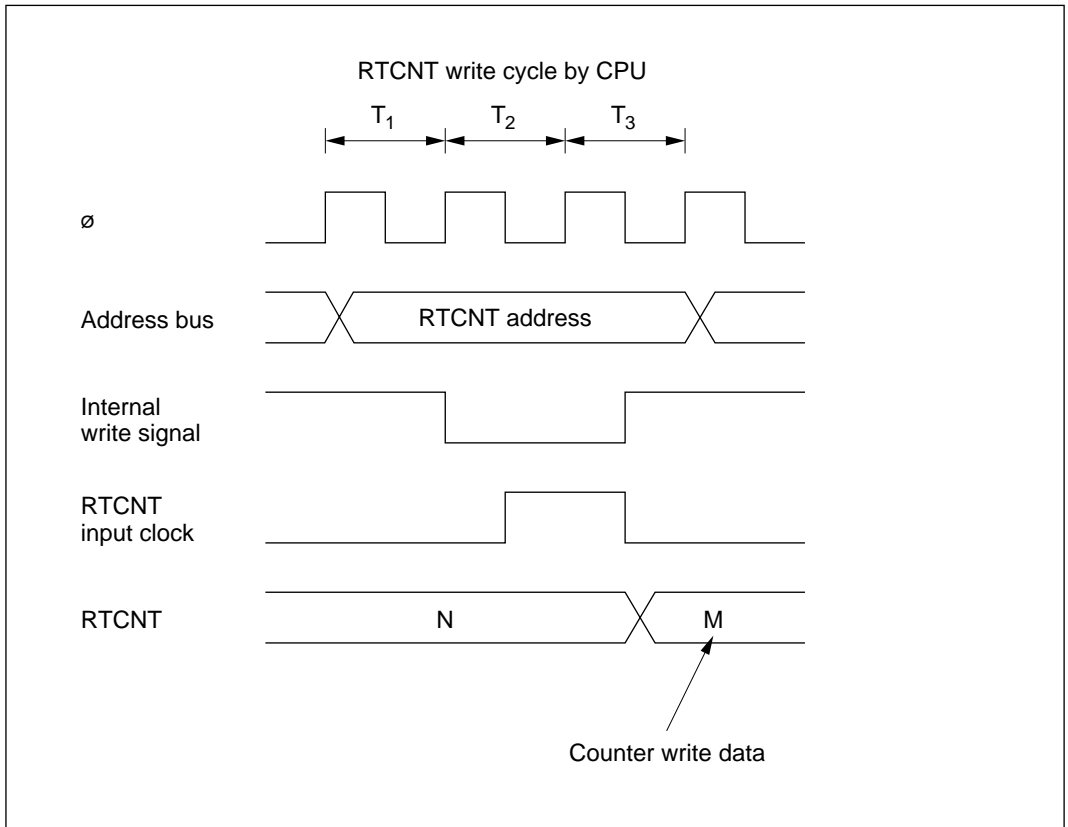 RTCNT write cycle by CPU
T1 T2 T3
ø
Address bus
RTCNT address
Internal
write signal
RTCNT
input clock
RTCNT
N
M
Counter write data